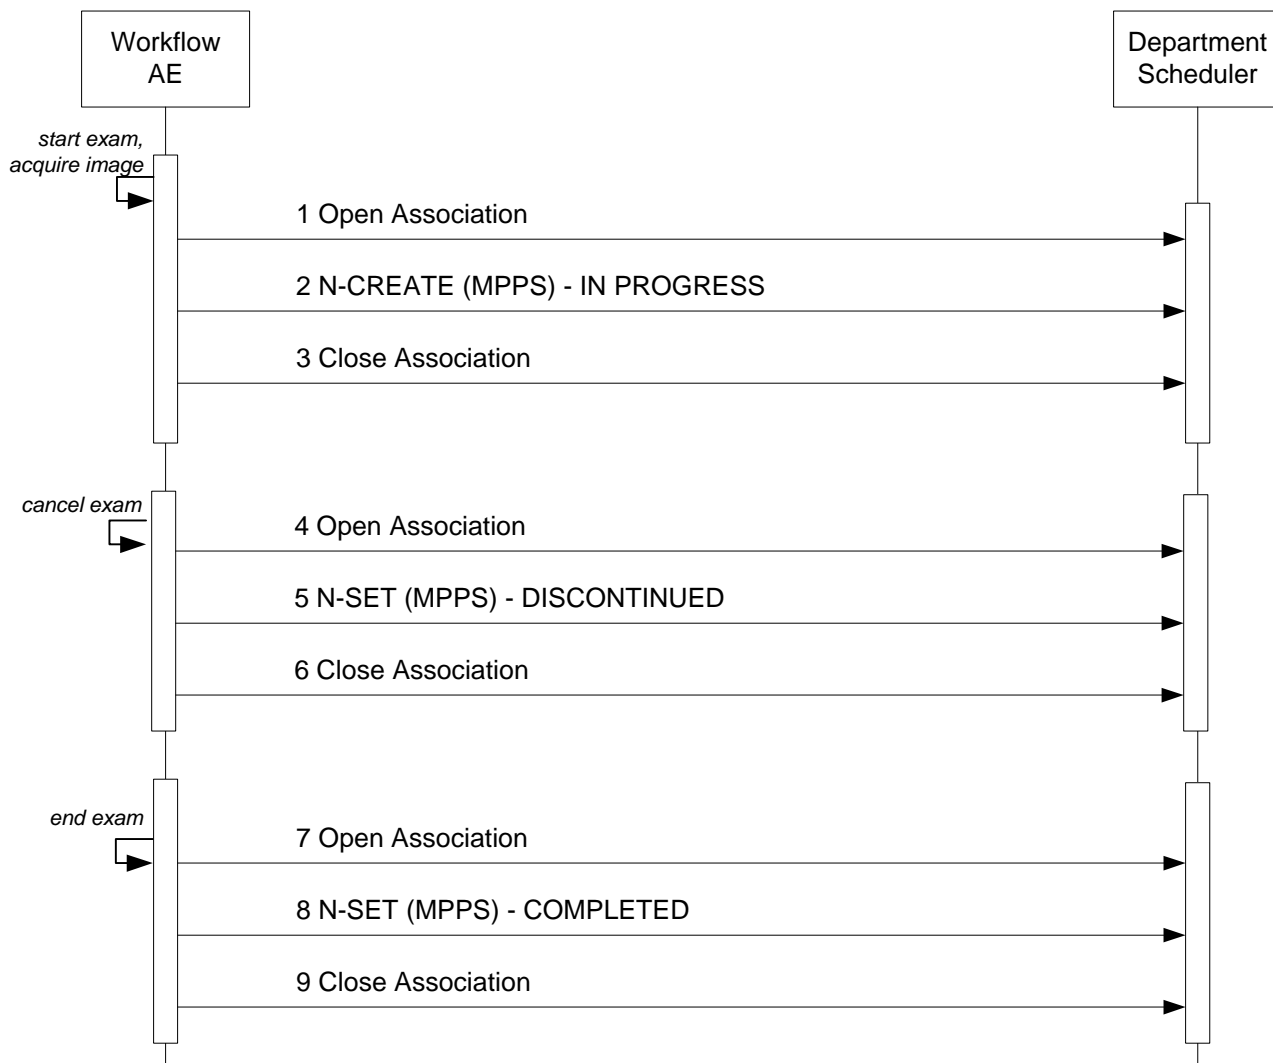 Workflow
AE
Department
Scheduler
start exam,
acquire image
1 Open Association
2 N-CREATE (MPPS) - IN PROGRESS
3 Close Association
cancel exam
4 Open Association
5 N-SET (MPPS) - DISCONTINUED
6 Close Association
end exam
7 Open Association
8 N-SET (MPPS) - COMPLETED
9 Close Association